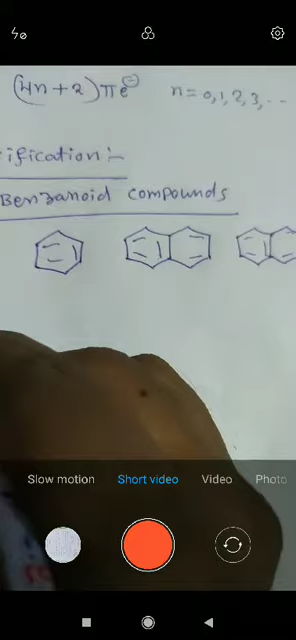 (4n+2)πe⊖ n=0,1,2,3,--
ification:-
Benzanoid compounds
Slow motion Short video Video Photo